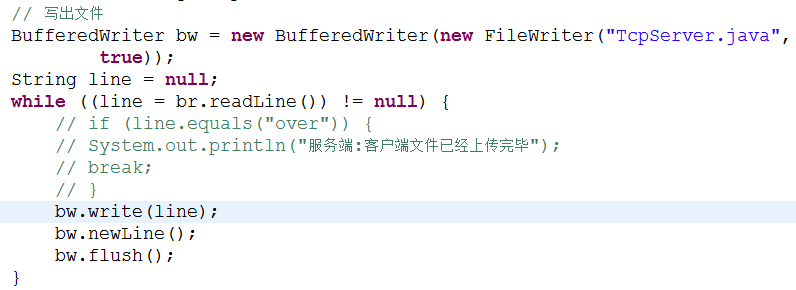 // 写出文件
BufferedWriter bw = new BufferedWriter(new FileWriter("TcpServer.java",
        true));
String line = null;
while ((line = br.readLine()) != null) {
    // if (line.equals("over")) {
    // System.out.println("服务端:客户端文件已经上传完毕");
    // break;
    // }
    bw.write(line);
    bw.newLine();
    bw.flush();
}